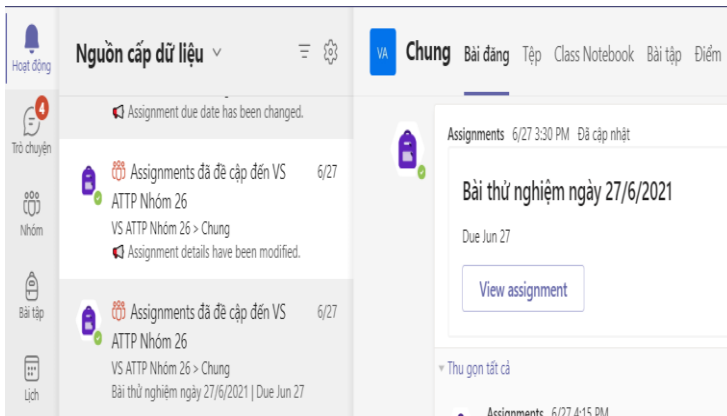 Hoạt động
4
Trò chuyện
Nhóm
Bài tập
Lịch
Nguồn cấp dữ liệu
Assignment due date has been changed.
Assignments đã đề cập đến VS 6/27
ATTP Nhóm 26
VS ATTP Nhóm 26 > Chung
Assignment details have been modified.
Assignments đã đề cập đến VS 6/27
ATTP Nhóm 26
VS ATTP Nhóm 26 > Chung
Bài thử nghiệm ngày 27/6/2021 | Due Jun 27
VA Chung Bài đăng Tệp Class Notebook Bài tập Điểm
Assignments 6/27 3:30 PM Đã cập nhật
Bài thử nghiệm ngày 27/6/2021
Due Jun 27
View assignment
Thu gọn tất cả
Assignments 6/27 4:15 PM